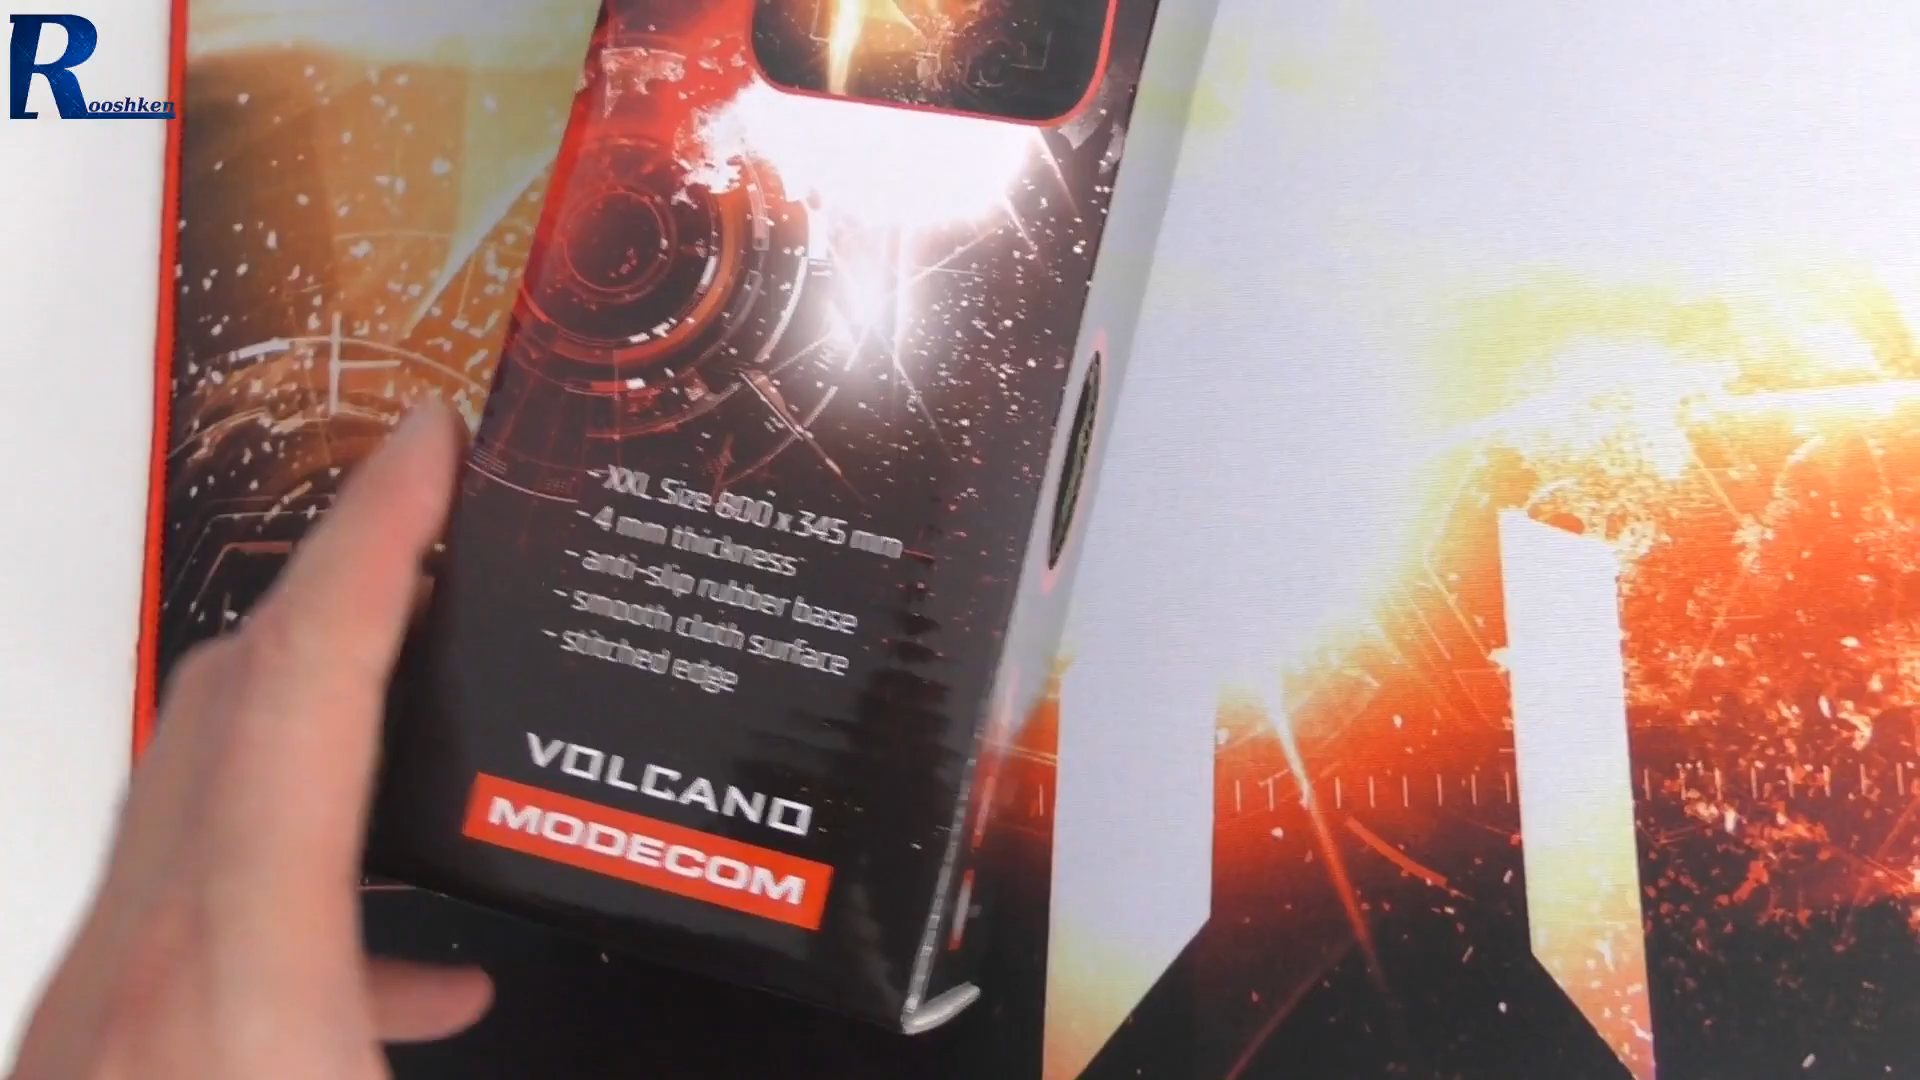 Rooshken
- XXL Size 800 x 345 mm
- 4 mm thickness
- anti-slip rubber base
- smooth cloth surface
- stitched edge
VOLCANO
MODECOM